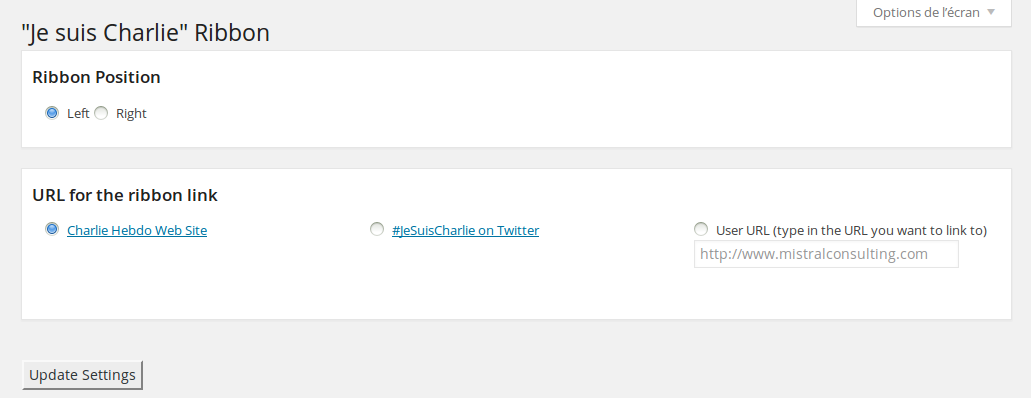 Options de l'écran
"Je suis Charlie" Ribbon
Ribbon Position
Left Right
URL for the ribbon link
Charlie Hebdo Web Site #JeSuisCharlie on Twitter User URL (type in the URL you want to link to)
http://www.mistralconsulting.com
Update Settings